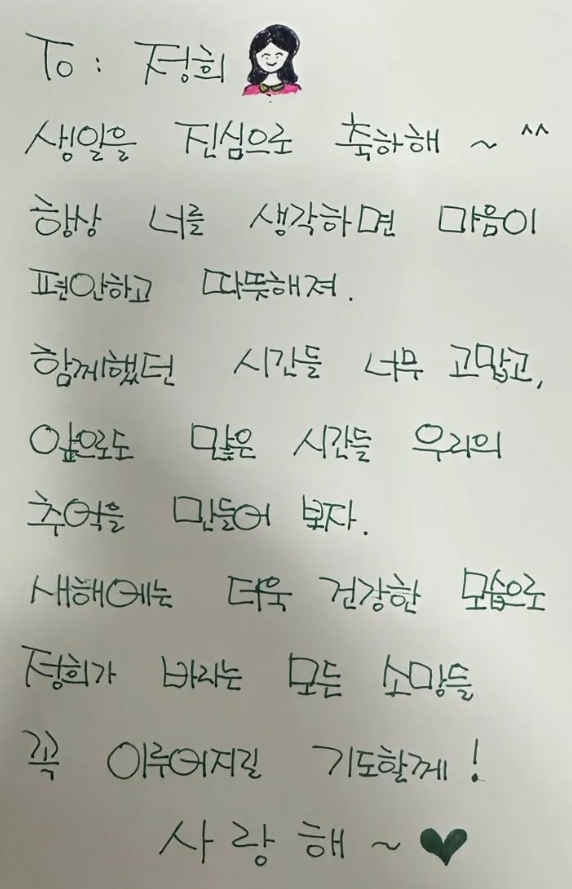 To : 정희
생일을 진심으로 축하해 ~ ^^
항상 너를 생각하면 마음이
편안하고 따뜻해져.
함께했던 시간들 너무 고맙고,
앞으로도 많은 시간들 우리의
추억을 만들어 보자.
새해에는 더욱 건강한 모습으로
정희가 바라는 모든 소망들
꼭 이루어지길 기도할께!
사랑해 ~ ♥